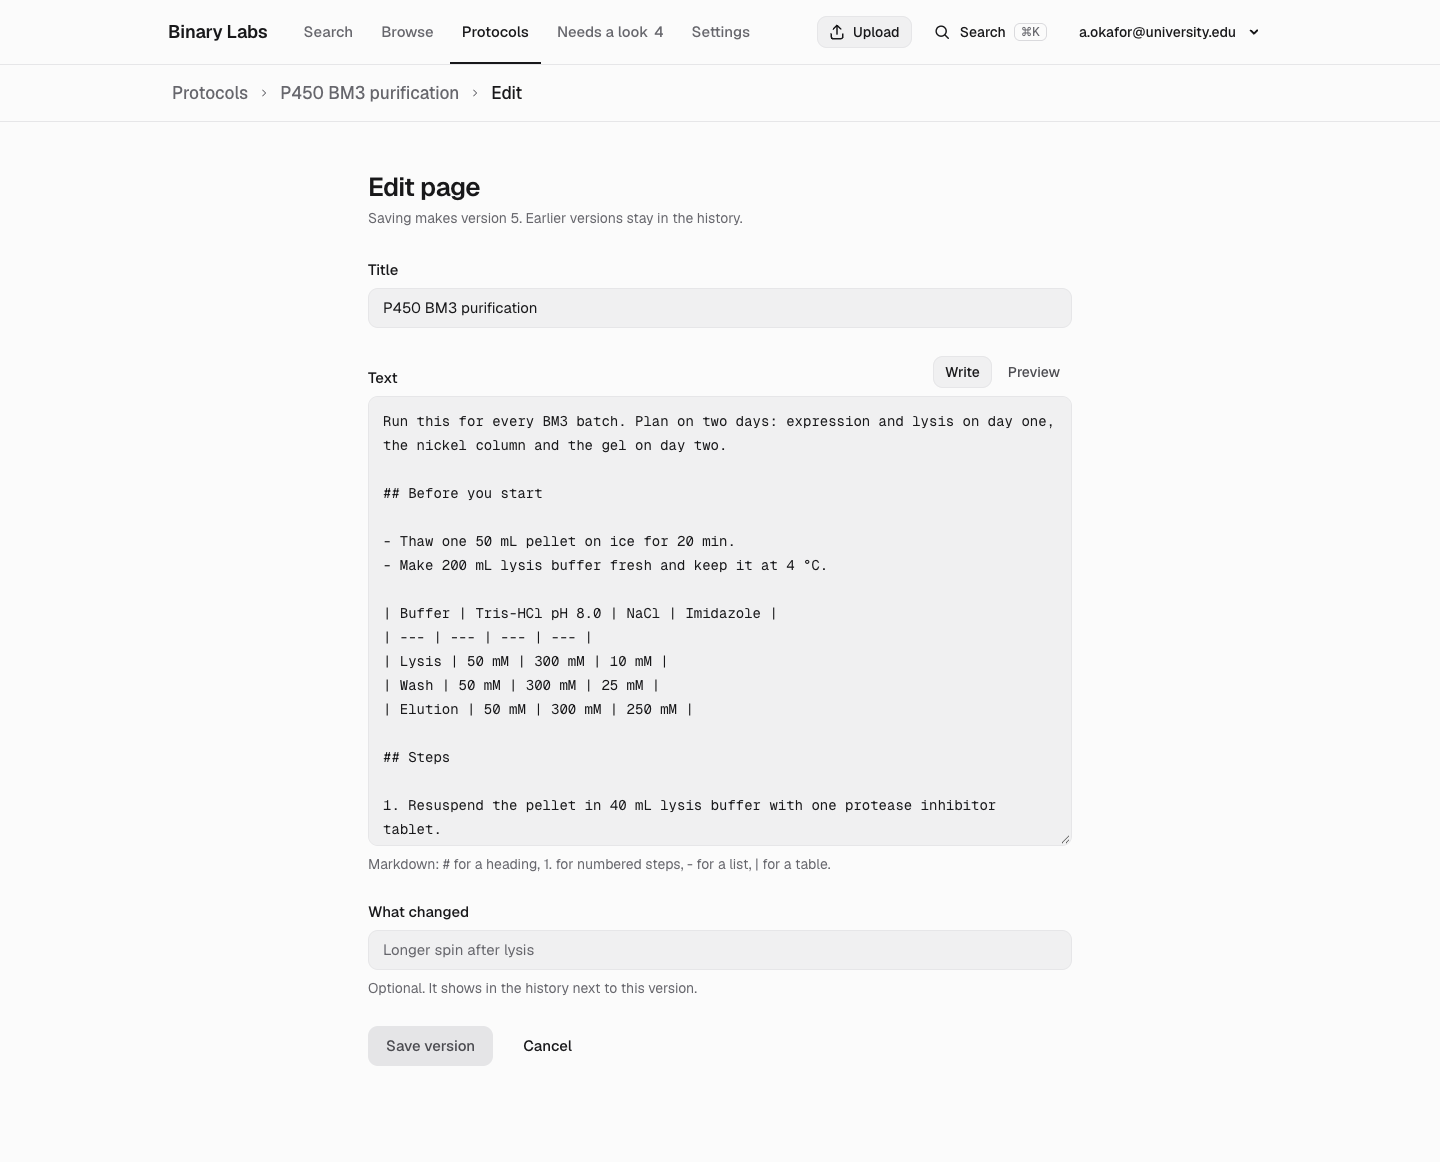 Binary Labs
Search
Browse
Protocols
Needs a look 4
Settings
Upload
Search ⌘K
a.okafor@university.edu
Protocols › P450 BM3 purification › Edit
Edit page
Saving makes version 5. Earlier versions stay in the history.
Title
P450 BM3 purification
Text
Write
Preview
Run this for every BM3 batch. Plan on two days: expression and lysis on day one,
the nickel column and the gel on day two.
## Before you start
- Thaw one 50 mL pellet on ice for 20 min.
- Make 200 mL lysis buffer fresh and keep it at 4 °C.
| Buffer | Tris-HCl pH 8.0 | NaCl | Imidazole |
| --- | --- | --- | --- |
| Lysis | 50 mM | 300 mM | 10 mM |
| Wash | 50 mM | 300 mM | 25 mM |
| Elution | 50 mM | 300 mM | 250 mM |
## Steps
1. Resuspend the pellet in 40 mL lysis buffer with one protease inhibitor
tablet.
Markdown: # for a heading, 1. for numbered steps, - for a list, | for a table.
What changed
Longer spin after lysis
Optional. It shows in the history next to this version.
Save version
Cancel